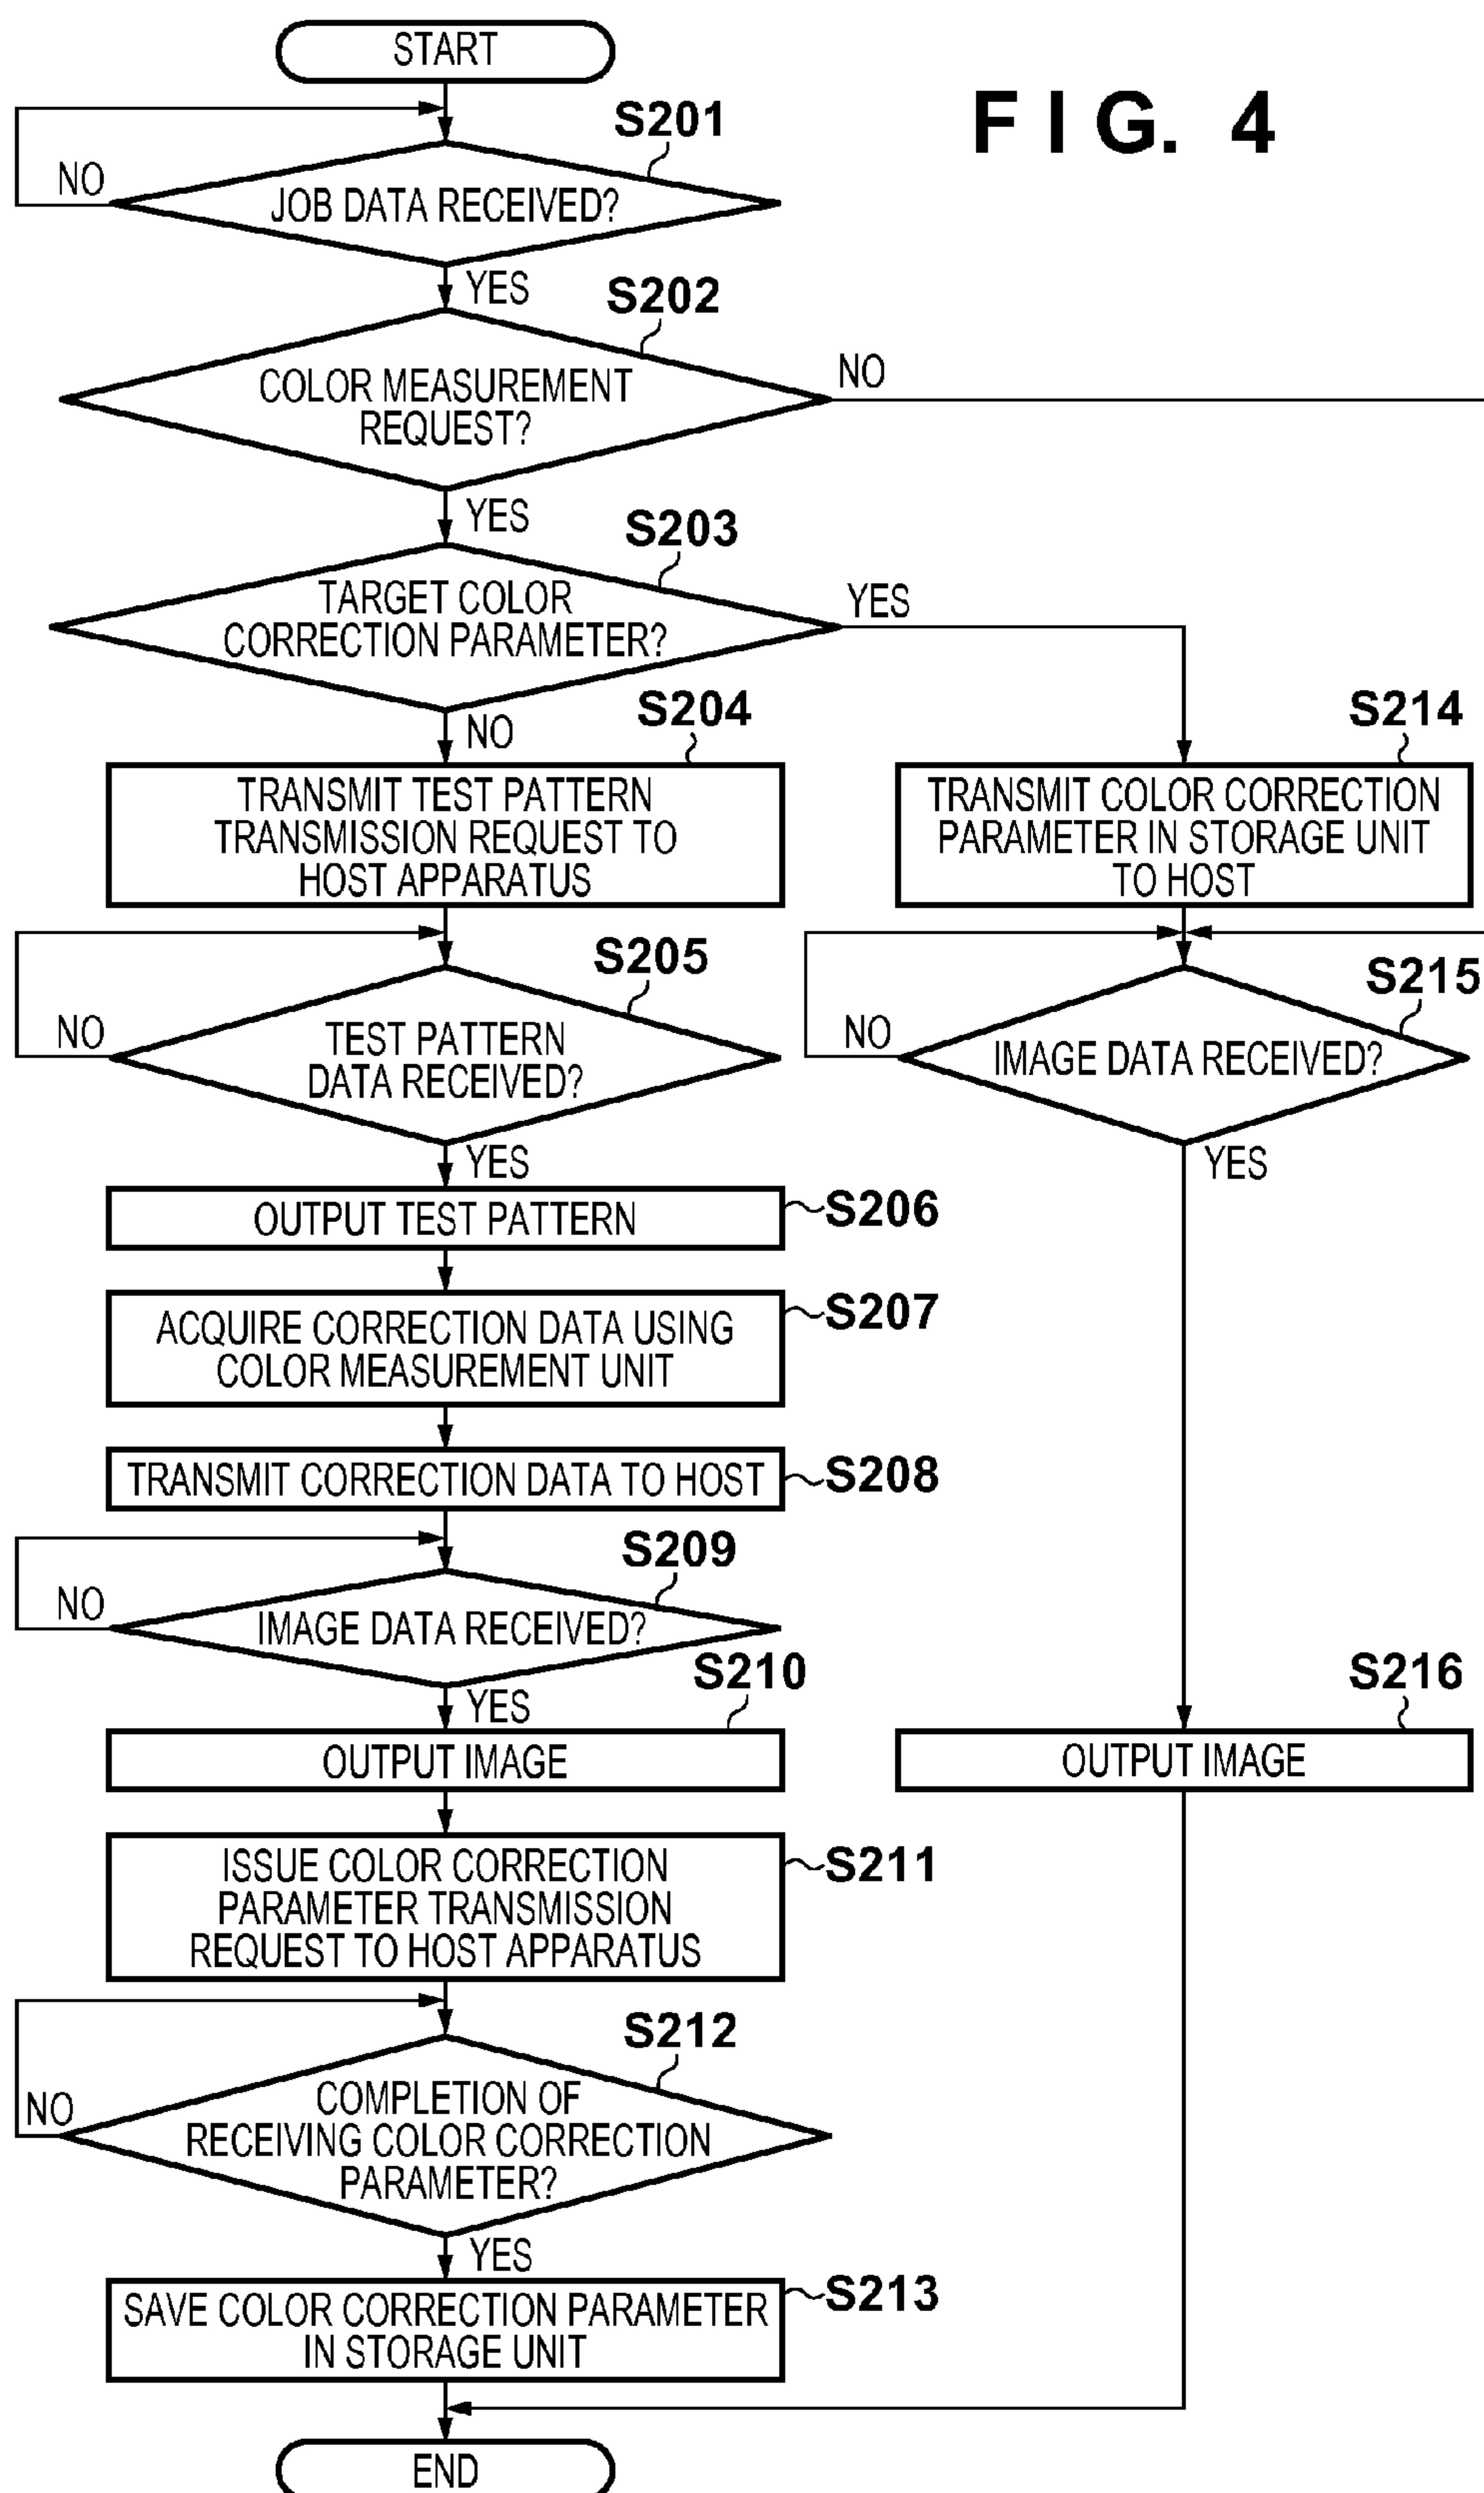 START
FIG. 4
S201
NO
JOB DATA RECEIVED?
YES
S202
COLOR MEASUREMENT
REQUEST?
NO
YES
S203
TARGET COLOR
CORRECTION PARAMETER?
YES
NO
S204
TRANSMIT TEST PATTERN
TRANSMISSION REQUEST TO
HOST APPARATUS
S214
TRANSMIT COLOR CORRECTION
PARAMETER IN STORAGE UNIT
TO HOST
S205
NO
TEST PATTERN
DATA RECEIVED?
YES
S215
NO
IMAGE DATA RECEIVED?
YES
OUTPUT TEST PATTERN
S206
ACQUIRE CORRECTION DATA USING
COLOR MEASUREMENT UNIT
S207
TRANSMIT CORRECTION DATA TO HOST
S208
S209
NO
IMAGE DATA RECEIVED?
YES
S210
OUTPUT IMAGE
S216
OUTPUT IMAGE
ISSUE COLOR CORRECTION
PARAMETER TRANSMISSION
REQUEST TO HOST APPARATUS
S211
S212
NO
COMPLETION OF
RECEIVING COLOR CORRECTION
PARAMETER?
YES
SAVE COLOR CORRECTION PARAMETER
IN STORAGE UNIT
S213
END